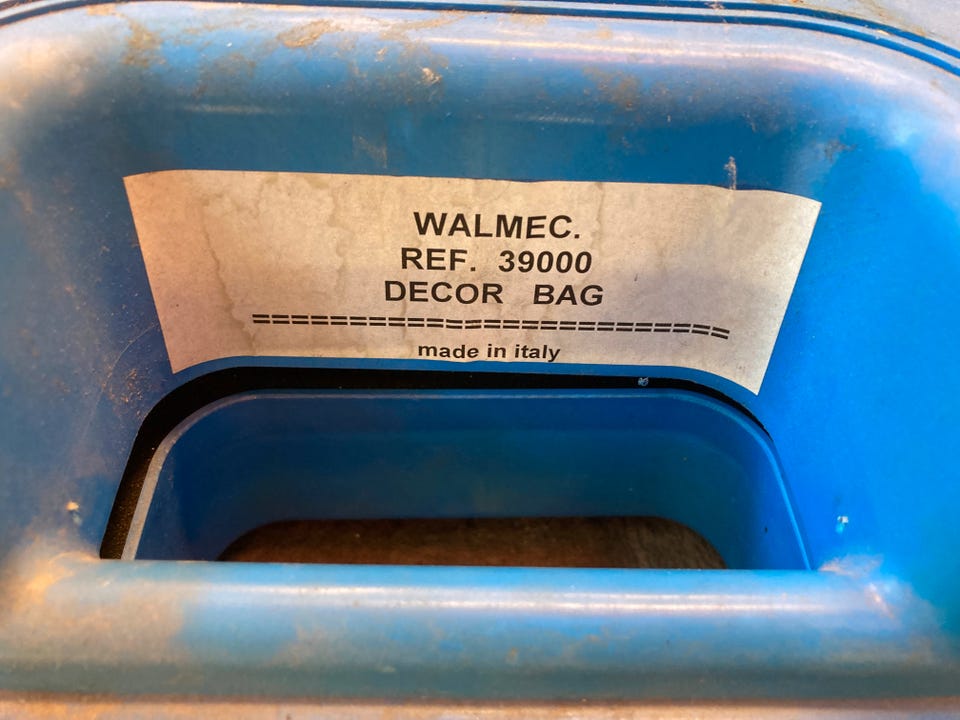 WALMEC.
REF. 39000
DECOR BAG
==============================
made in italy